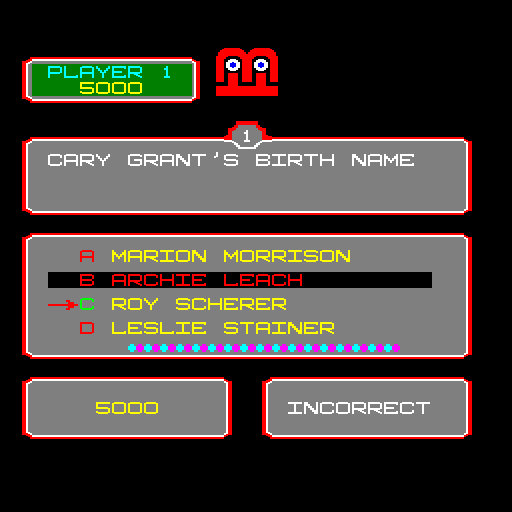 PLAYER 1
5000
1
CARY GRANT'S BIRTH NAME
A MARION MORRISON
B ARCHIE LEACH
C ROY SCHERER
D LESLIE STAINER
5000
INCORRECT